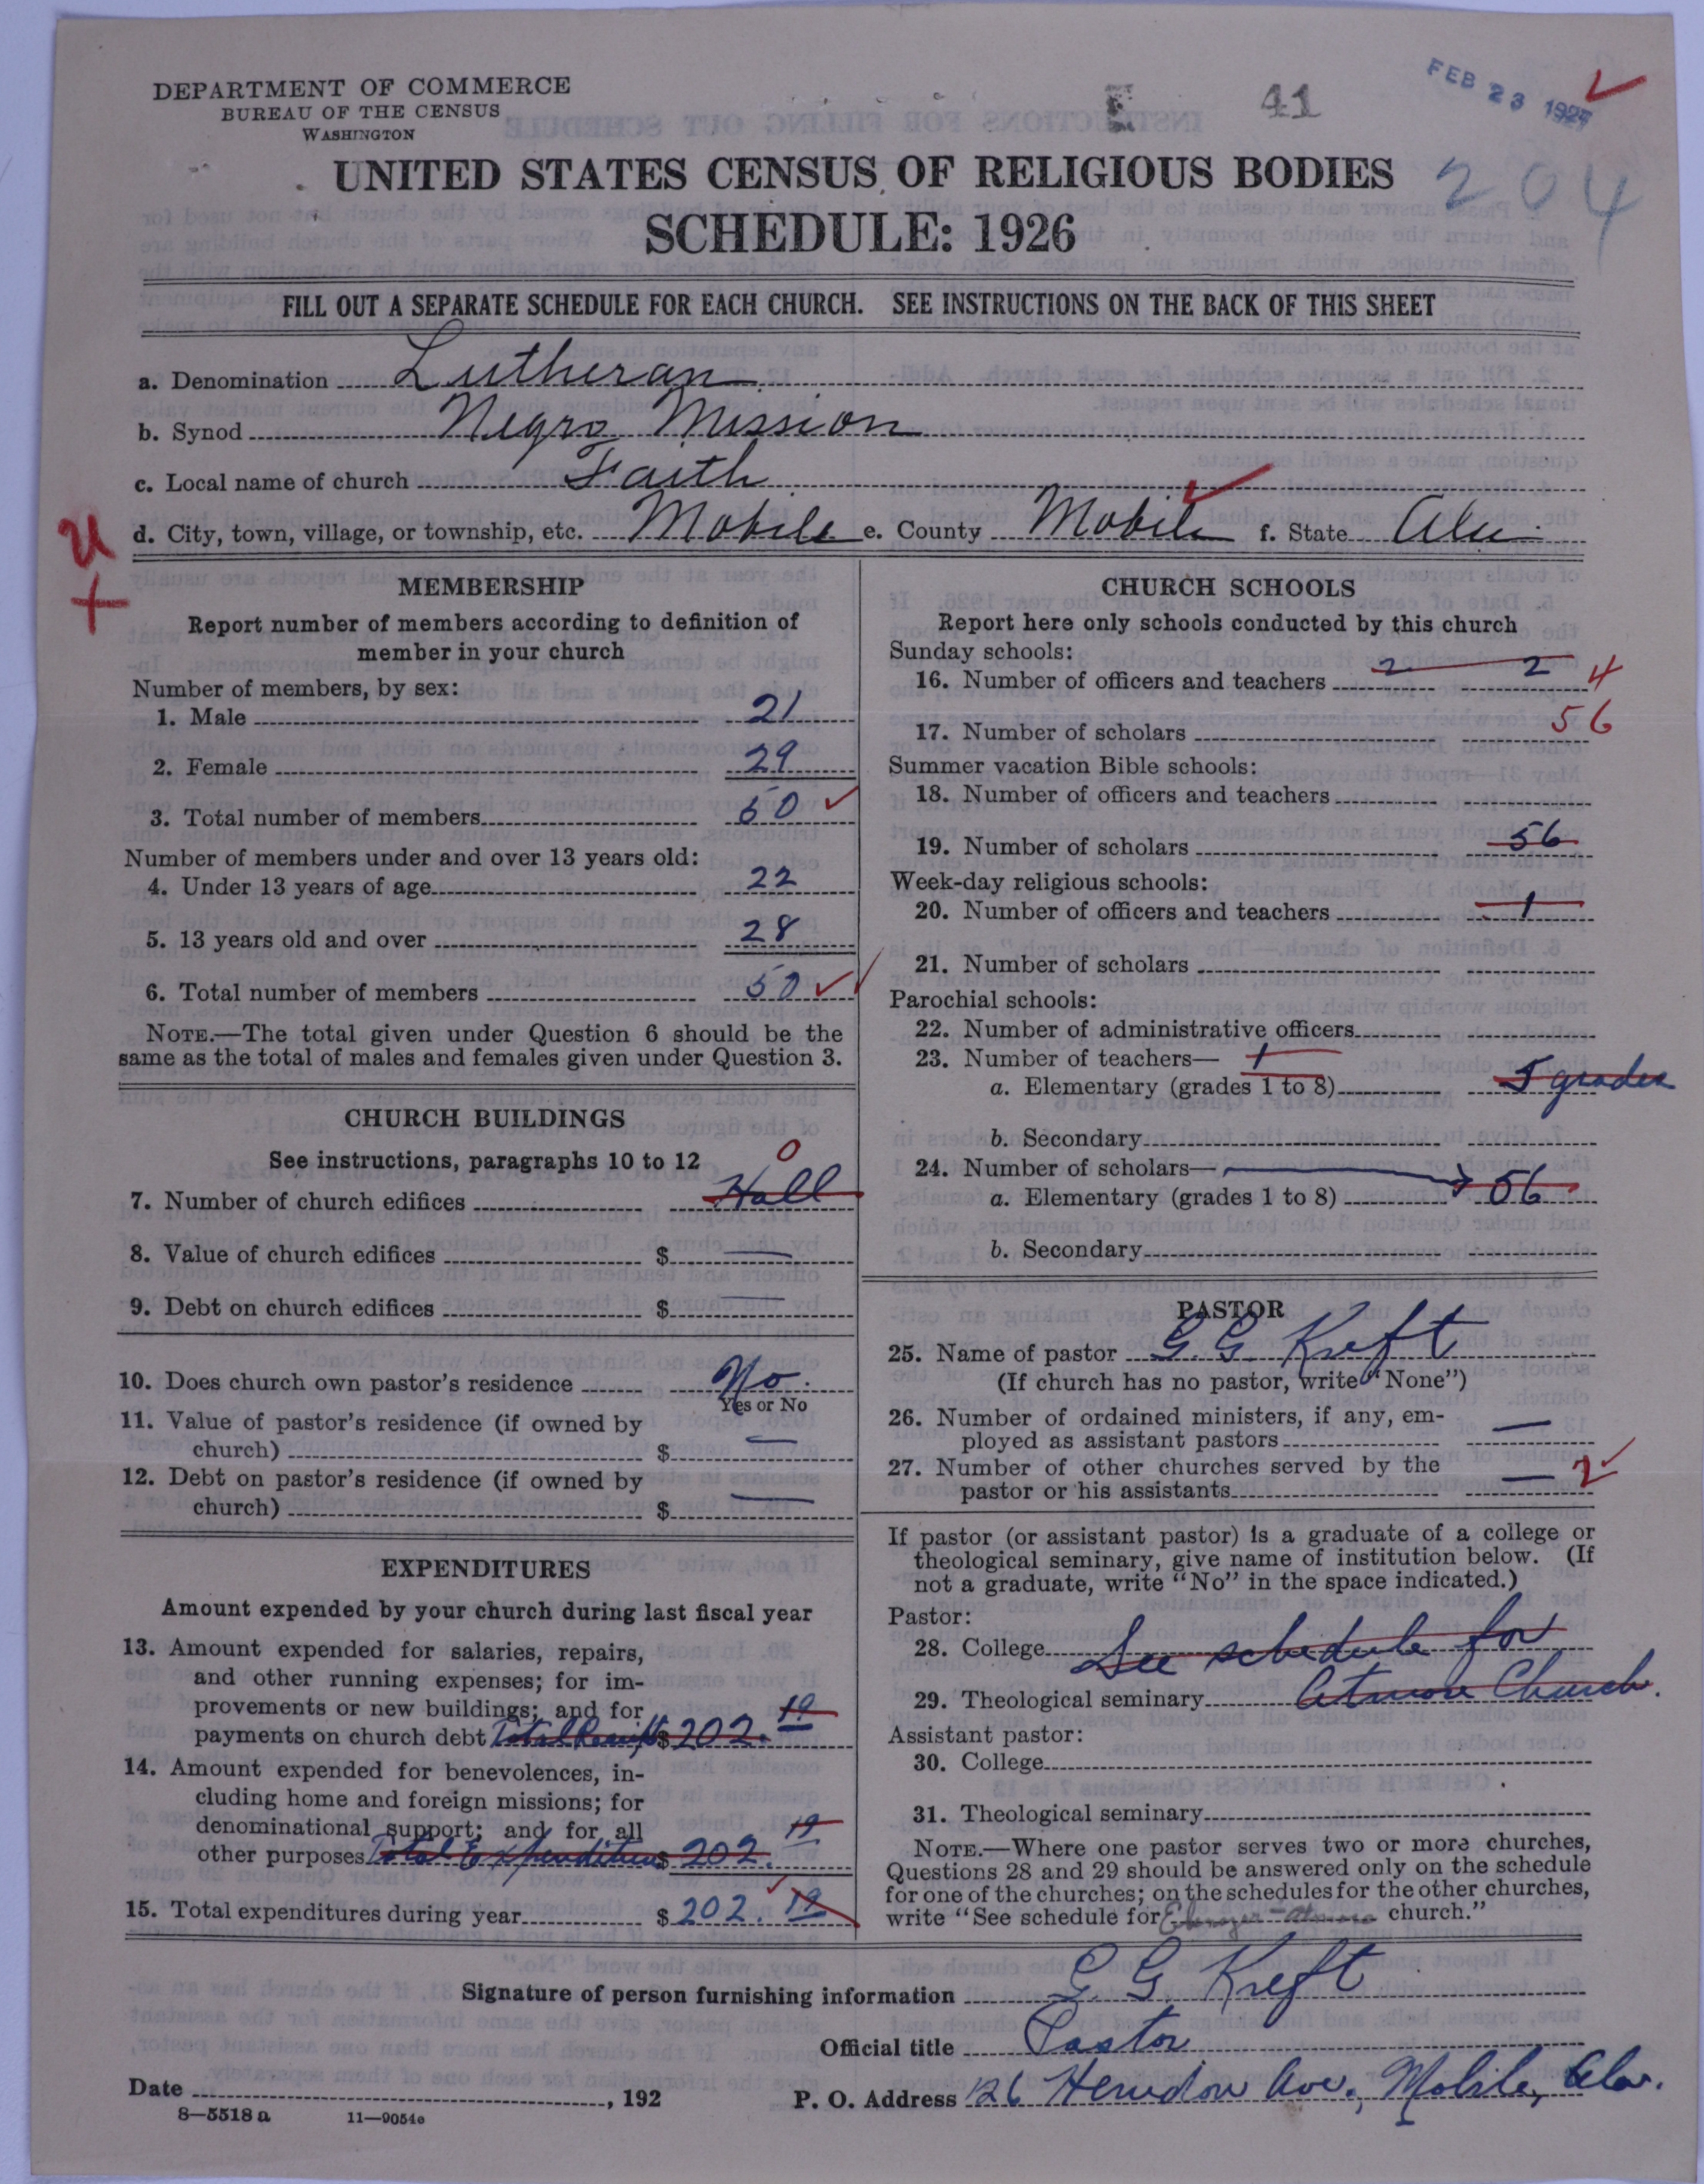 DEPARTMENT OF COMMERCE
BUREAU OF THE CENSUS
WASHINGTON
E 41
FEB 23 1927
204
UNITED STATES CENSUS OF RELIGIOUS BODIES
SCHEDULE: 1926
FILL OUT A SEPARATE SCHEDULE FOR EACH CHURCH. SEE INSTRUCTIONS ON THE BACK OF THIS SHEET
a. Denomination Lutheran
b. Synod Negro Mission
c. Local name of church Faith
d. City, town, village, or township, etc. Mobile e. County Mobile f. State Ala
MEMBERSHIP
Report number of members according to definition of
member in your church
Number of members, by sex:
1. Male 21
2. Female 29
3. Total number of members 50
Number of members under and over 13 years old:
4. Under 13 years of age 22
5. 13 years old and over 28
6. Total number of members 50
NOTE.—The total given under Question 6 should be the
same as the total of males and females given under Question 3.
CHURCH BUILDINGS
See instructions, paragraphs 10 to 12
0
7. Number of church edifices Hall
8. Value of church edifices $ —
9. Debt on church edifices $ —
10. Does church own pastor's residence No
Yes or No
11. Value of pastor's residence (if owned by
church) $ —
12. Debt on pastor's residence (if owned by
church) $ —
EXPENDITURES
Amount expended by your church during last fiscal year
13. Amount expended for salaries, repairs,
and other running expenses; for im-
provements or new buildings; and for
payments on church debt Total Receipts $ 202.19
14. Amount expended for benevolences, in-
cluding home and foreign missions; for
denominational support; and for all
other purposes Total Expenditures $ 202.19
15. Total expenditures during year $ 202.19
CHURCH SCHOOLS
Report here only schools conducted by this church
Sunday schools:
16. Number of officers and teachers 2 2 4
17. Number of scholars 56
Summer vacation Bible schools:
18. Number of officers and teachers
19. Number of scholars 56
Week-day religious schools:
20. Number of officers and teachers 1
21. Number of scholars
Parochial schools:
22. Number of administrative officers
23. Number of teachers— 1
a. Elementary (grades 1 to 8) 5 grades
b. Secondary
24. Number of scholars—
a. Elementary (grades 1 to 8) 56
b. Secondary
PASTOR
25. Name of pastor G. G. Kreft
(If church has no pastor, write "None")
26. Number of ordained ministers, if any, em-
ployed as assistant pastors —
27. Number of other churches served by the
pastor or his assistants — 2
If pastor (or assistant pastor) is a graduate of a college or
theological seminary, give name of institution below. (If
not a graduate, write "No" in the space indicated.)
Pastor:
28. College See schedule for
29. Theological seminary Atmore Church.
Assistant pastor:
30. College
31. Theological seminary
NOTE.—Where one pastor serves two or more churches,
Questions 28 and 29 should be answered only on the schedule
for one of the churches; on the schedules for the other churches,
write "See schedule for Ebenezer - Atmore church."
Signature of person furnishing information G. G. Kreft
Official title Pastor
Date , 192
P. O. Address 126 Herndon Ave., Mobile, Ala.
8—5518 a 11—9054e